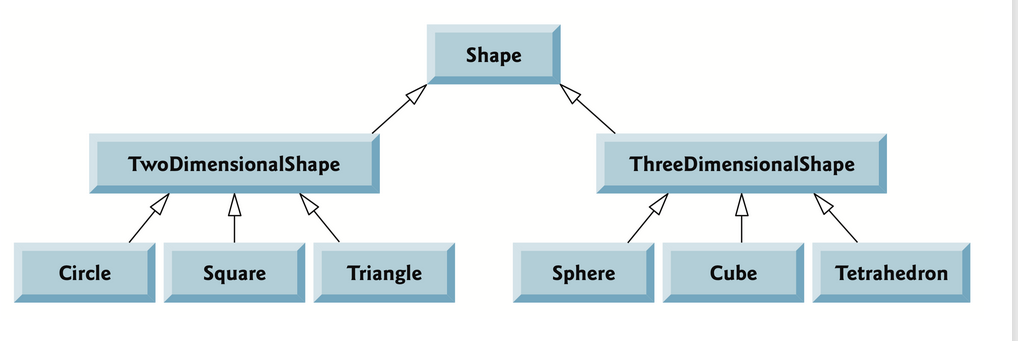 Shape
TwoDimensionalShape
ThreeDimensionalShape
Circle
Square
Triangle
Sphere
Cube
Tetrahedron